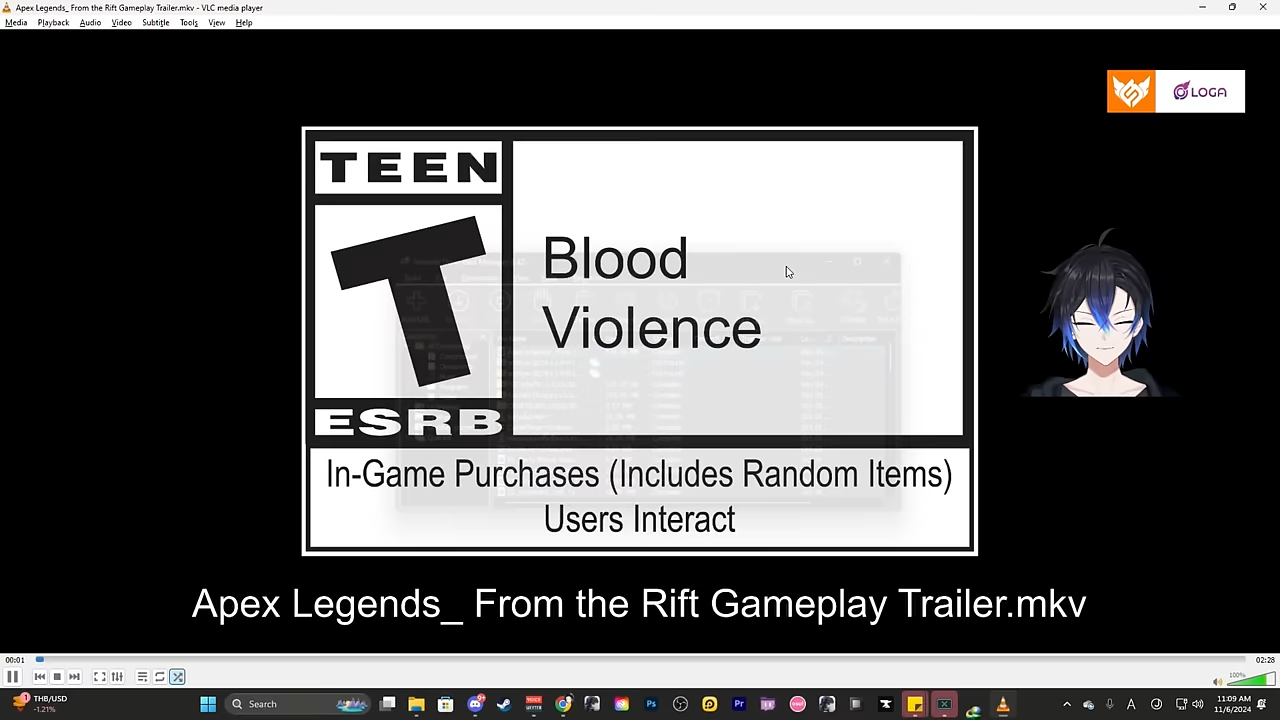 Apex Legends_ From the Rift Gameplay Trailer.mkv - VLC media player
Media Playback Audio Video Subtitle Tools View Help
LOGA
TEEN
T
ESRB
Blood
Violence
In-Game Purchases (Includes Random Items)
Users Interact
Apex Legends_ From the Rift Gameplay Trailer.mkv
00:01
02:28
100%
THB/USD
-1.21%
Search
11:09 AM
11/6/2024